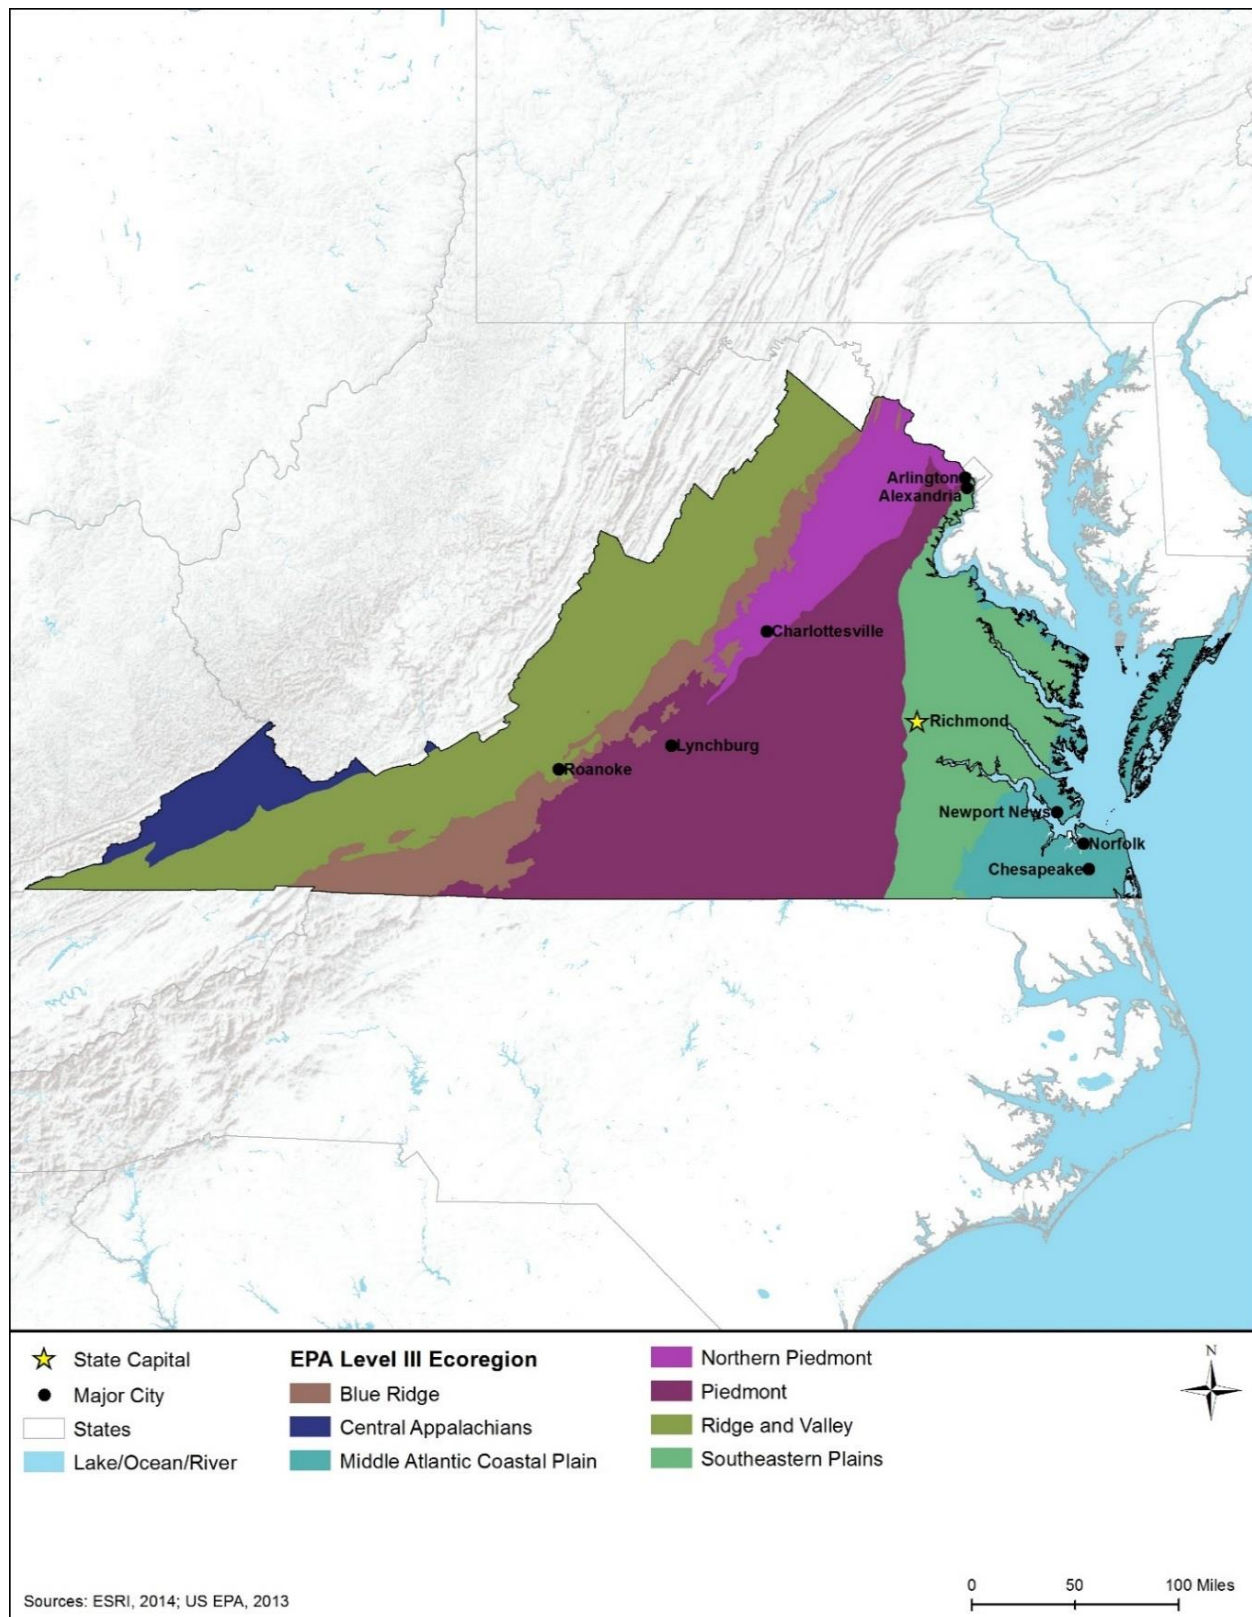 Arlington
Alexandria
Charlottesville
Richmond
Lynchburg
Roanoke
Newport News
Norfolk
Chesapeake
State Capital
Major City
States
Lake/Ocean/River
EPA Level III Ecoregion
Blue Ridge
Central Appalachians
Middle Atlantic Coastal Plain
Northern Piedmont
Piedmont
Ridge and Valley
Southeastern Plains
N
Sources: ESRI, 2014; US EPA, 2013
0 50 100 Miles